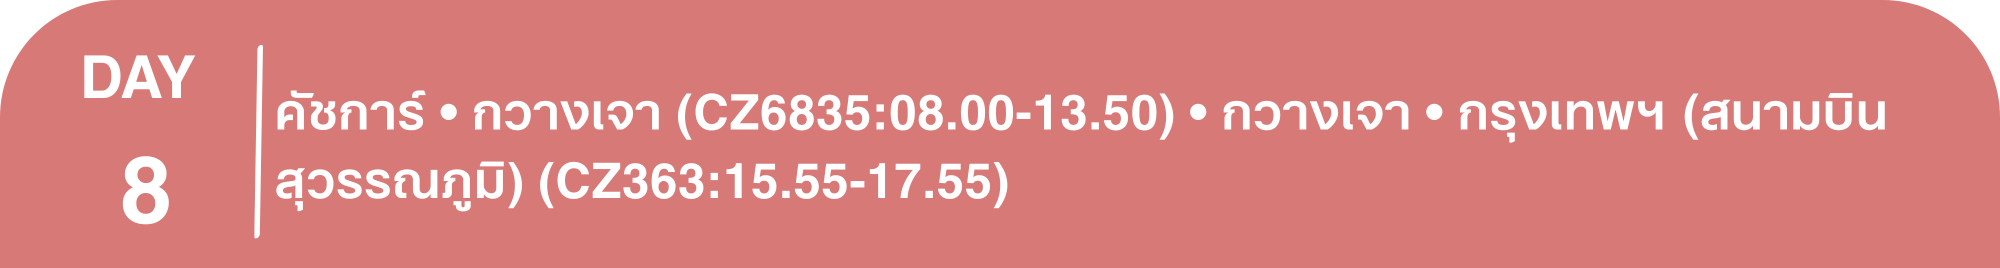 DAY
8
คัชการ์ • กวางเจา (CZ6835:08.00-13.50) • กวางเจา • กรุงเทพฯ (สนามบิน
สุวรรณภูมิ) (CZ363:15.55-17.55)